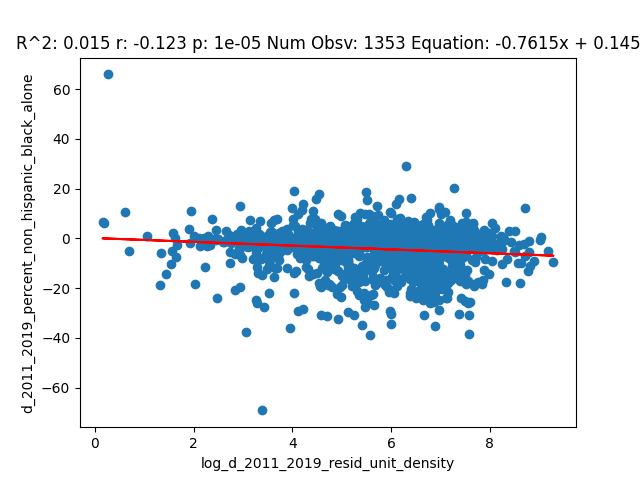 R^2: 0.015 r: -0.123 p: 1e-05 Num Obsv: 1353 Equation: -0.7615x + 0.145
d_2011_2019_percent_non_hispanic_black_alone
60
40
20
0
−20
−40
−60
0 2 4 6 8
log_d_2011_2019_resid_unit_density